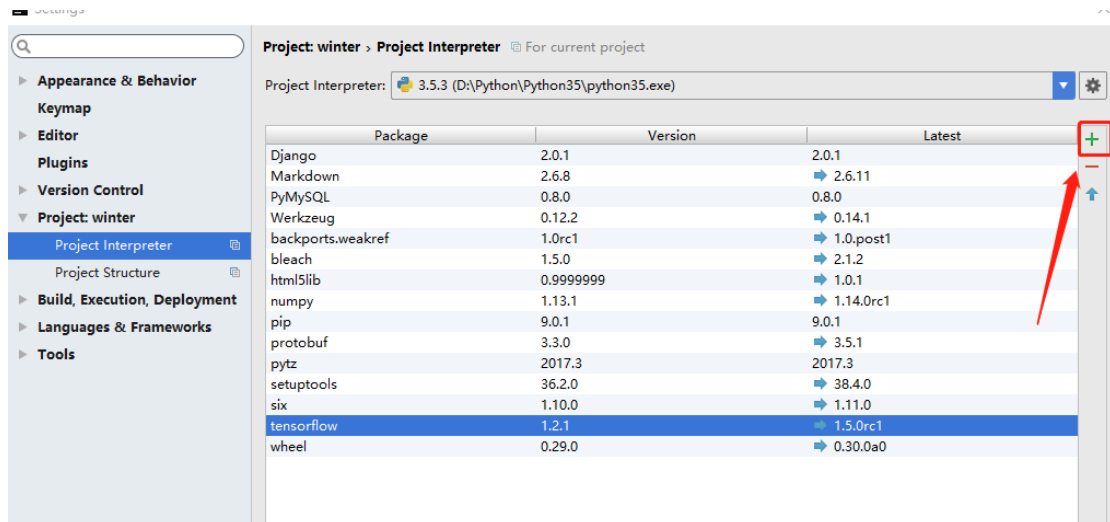 Settings
Project: winter › Project Interpreter For current project
Project Interpreter: 3.5.3 (D:\Python\Python35\python35.exe)
Appearance & Behavior
Keymap
Editor
Plugins
Version Control
Project: winter
Project Interpreter
Project Structure
Build, Execution, Deployment
Languages & Frameworks
Tools
Package Version Latest
Django 2.0.1 2.0.1
Markdown 2.6.8 2.6.11
PyMySQL 0.8.0 0.8.0
Werkzeug 0.12.2 0.14.1
backports.weakref 1.0rc1 1.0.post1
bleach 1.5.0 2.1.2
html5lib 0.9999999 1.0.1
numpy 1.13.1 1.14.0rc1
pip 9.0.1 9.0.1
protobuf 3.3.0 3.5.1
pytz 2017.3 2017.3
setuptools 36.2.0 38.4.0
six 1.10.0 1.11.0
tensorflow 1.2.1 1.5.0rc1
wheel 0.29.0 0.30.0a0